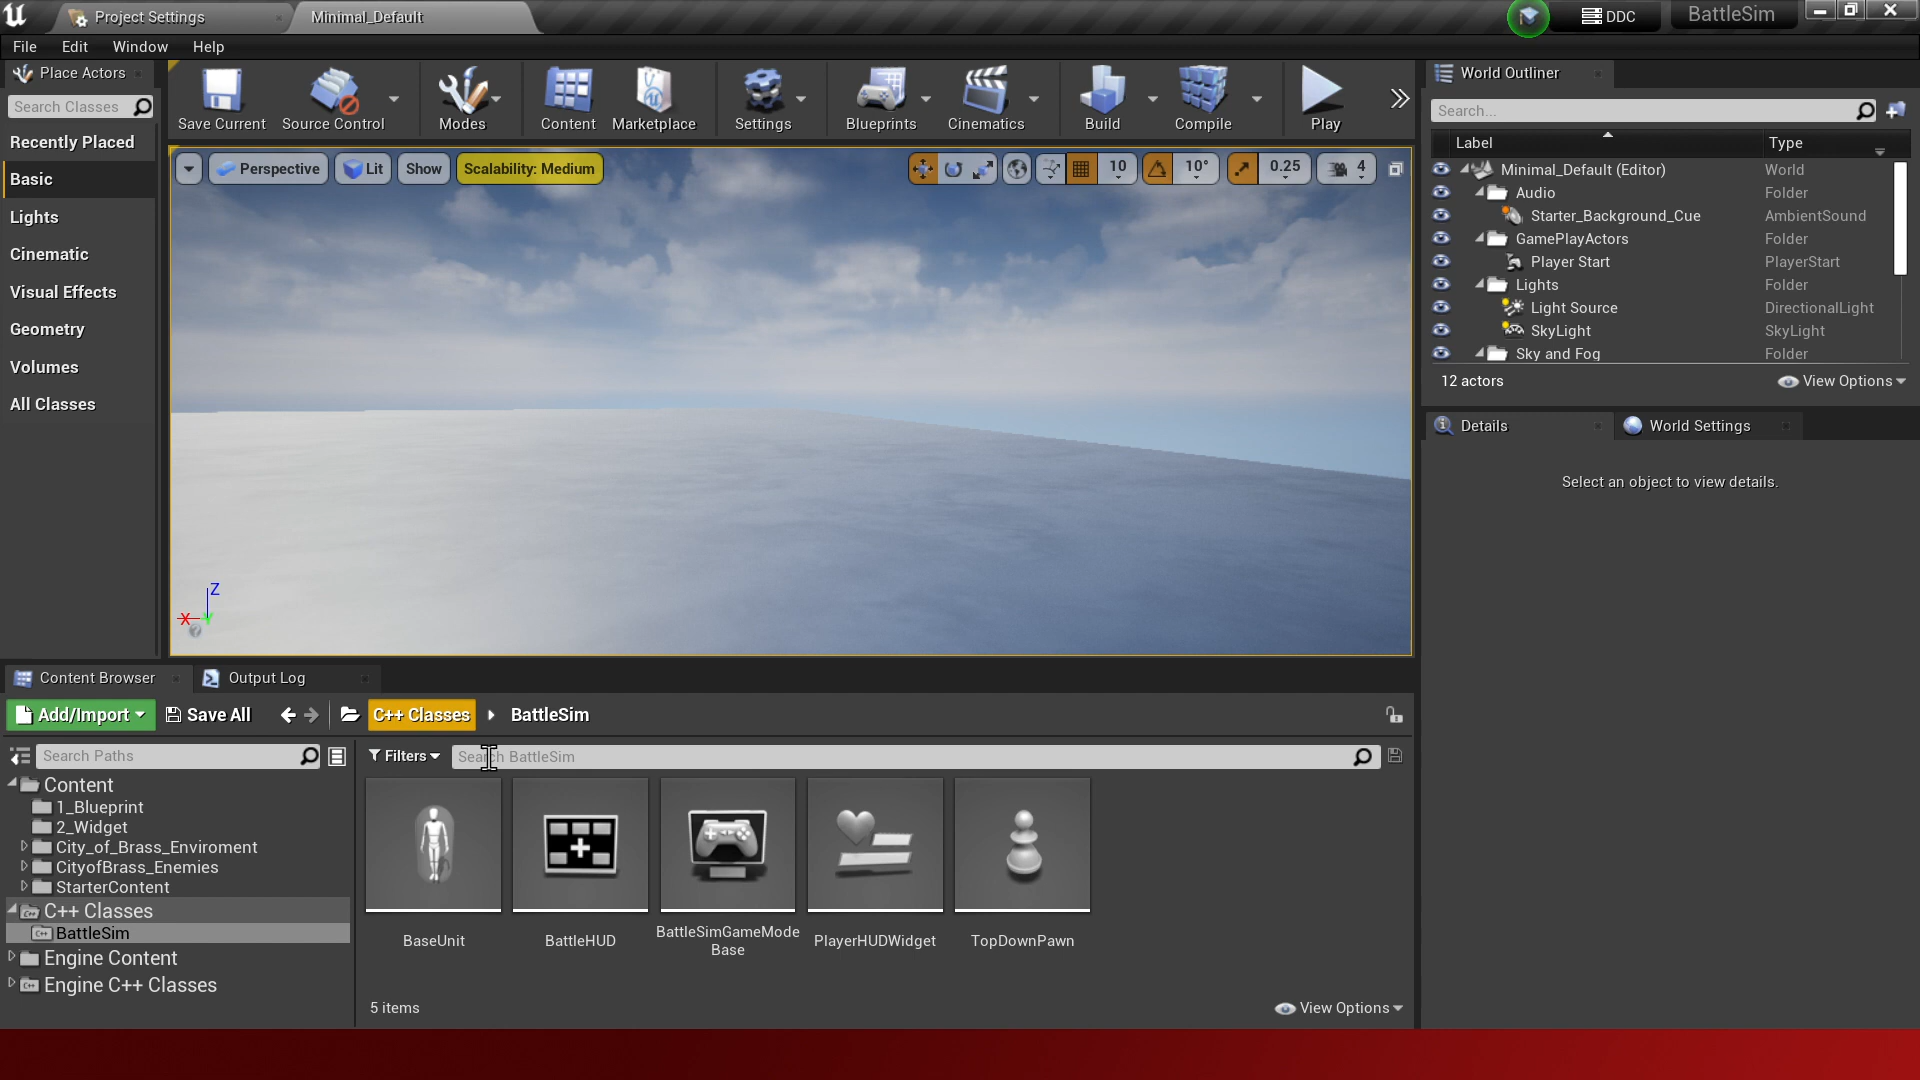 Project Settings
Minimal_Default
DDC
BattleSim
File
Edit
Window
Help
Place Actors
Search Classes
Recently Placed
Basic
Lights
Cinematic
Visual Effects
Geometry
Volumes
All Classes
Save Current
Source Control
Modes
Content
Marketplace
Settings
Blueprints
Cinematics
Build
Compile
Play
Perspective
Lit
Show
Scalability: Medium
10
10°
0.25
4
Z
X
Y
World Outliner
Search...
Label
Type
Minimal_Default (Editor)
World
Audio
Folder
Starter_Background_Cue
AmbientSound
GamePlayActors
Folder
Player Start
PlayerStart
Lights
Folder
Light Source
DirectionalLight
SkyLight
SkyLight
Sky and Fog
Folder
12 actors
View Options
Details
World Settings
Select an object to view details.
Content Browser
Output Log
Add/Import
Save All
C++ Classes
BattleSim
Search Paths
Filters
Search BattleSim
Content
1_Blueprint
2_Widget
City_of_Brass_Enviroment
CityofBrass_Enemies
StarterContent
C++ Classes
BattleSim
Engine Content
Engine C++ Classes
BaseUnit
BattleHUD
BattleSimGameMode
Base
PlayerHUDWidget
TopDownPawn
5 items
View Options